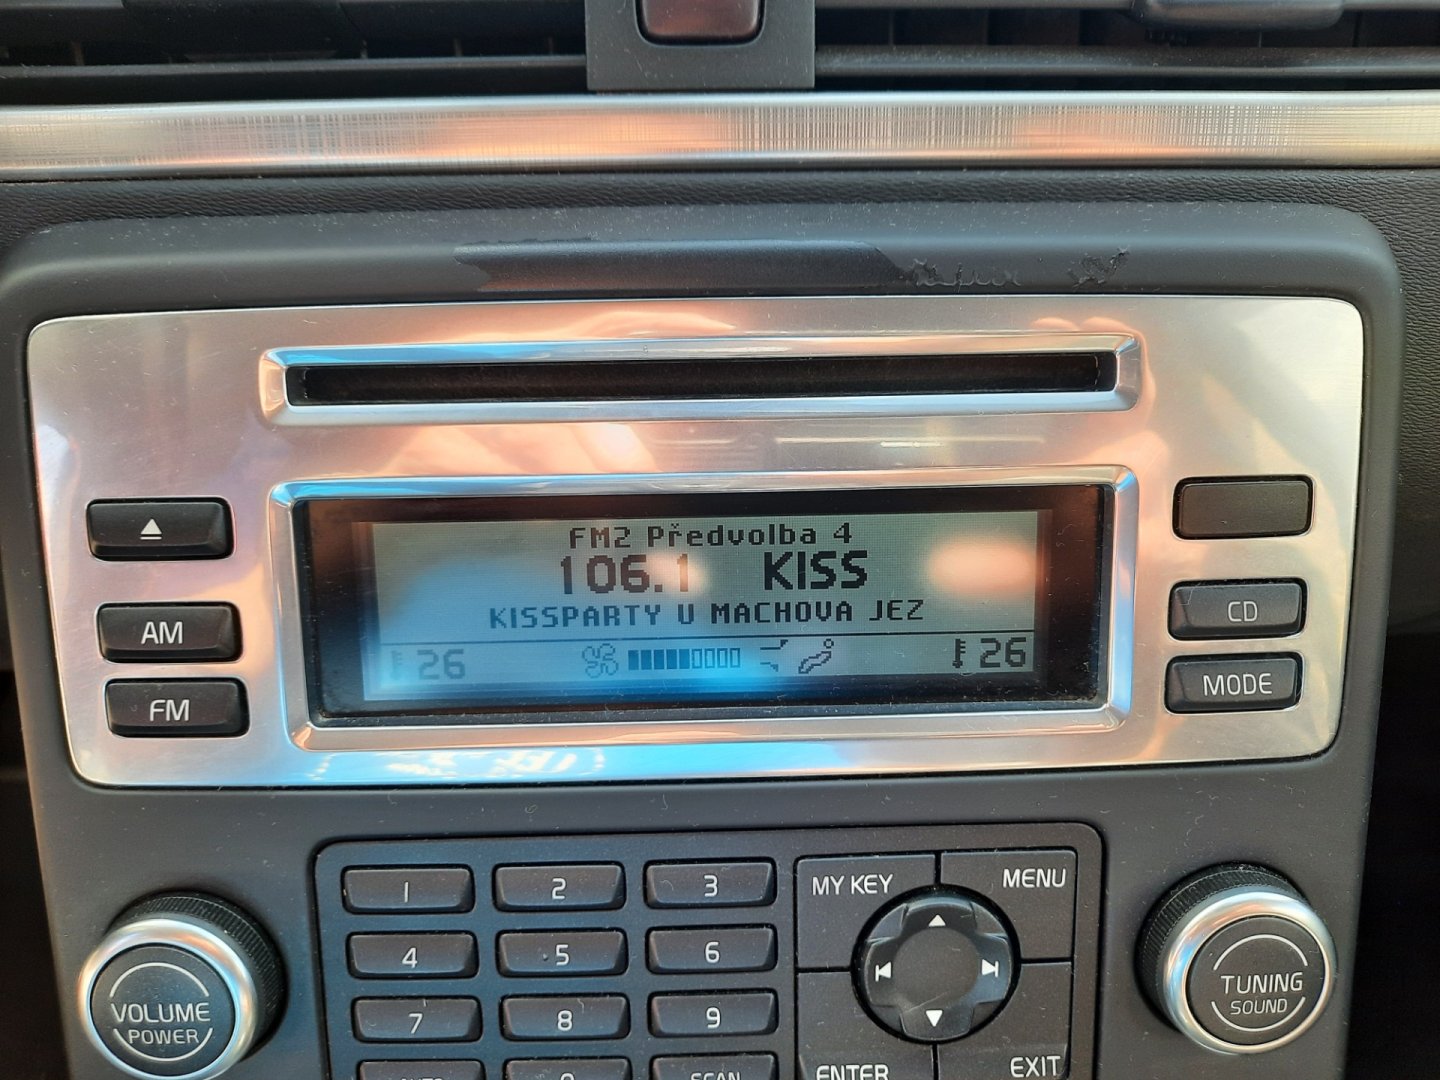 FM2 Předvolba 4
106.1 KISS
KISSPARTY U MACHOVA JEZ
26 26
AM
FM
CD
MODE
1 2 3
4 5 6
7 8 9
SCAN
MY KEY MENU
ENTER EXIT
VOLUME
POWER
TUNING
SOUND